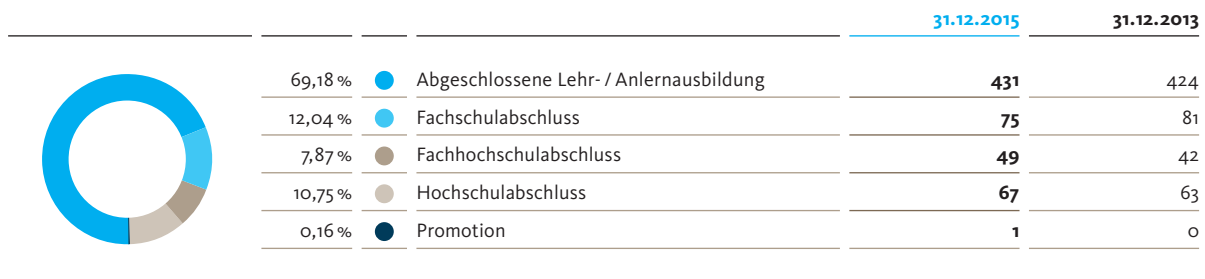 31.12.2015 31.12.2013
69,18 % Abgeschlossene Lehr- / Anlernausbildung 431 424
12,04 % Fachschulabschluss 75 81
7,87 % Fachhochschulabschluss 49 42
10,75 % Hochschulabschluss 67 63
0,16 % Promotion 1 0